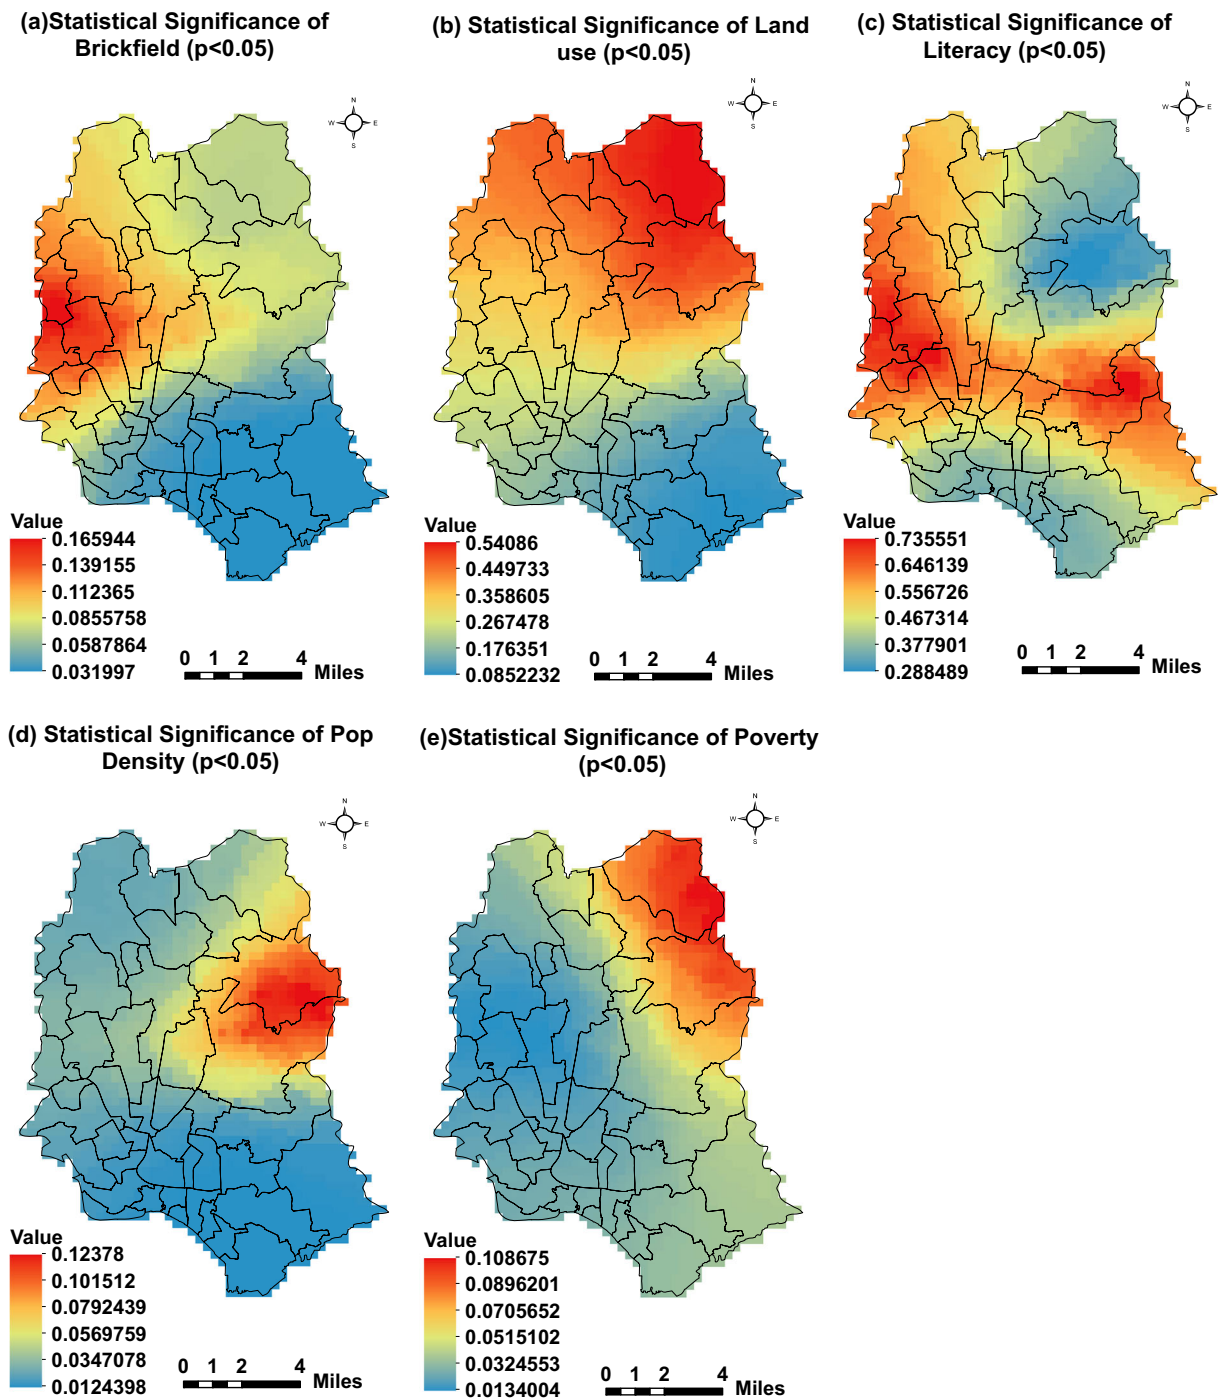 (a)Statistical Significance of
Brickfield (p<0.05)
N
W
E
S
Value
0.165944
0.139155
0.112365
0.0855758
0.0587864
0.031997
0 1 2 4
Miles
(b) Statistical Significance of Land
use (p<0.05)
N
W
E
S
Value
0.54086
0.449733
0.358605
0.267478
0.176351
0.0852232
0 1 2 4
Miles
(c) Statistical Significance of
Literacy (p<0.05)
N
W
E
S
Value
0.735551
0.646139
0.556726
0.467314
0.377901
0.288489
0 1 2 4
Miles
(d) Statistical Significance of Pop
Density (p<0.05)
N
W
E
S
Value
0.12378
0.101512
0.0792439
0.0569759
0.0347078
0.0124398
0 1 2 4
Miles
(e)Statistical Significance of Poverty
(p<0.05)
N
W
E
S
Value
0.108675
0.0896201
0.0705652
0.0515102
0.0324553
0.0134004
0 1 2 4
Miles